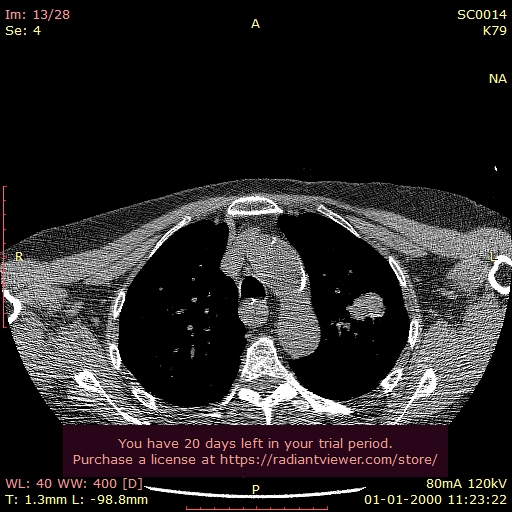 Im: 13/28
Se: 4
A
SC0014
K79
NA
R
L
You have 20 days left in your trial period.
Purchase a license at https://radiantviewer.com/store/
WL: 40 WW: 400 [D]
T: 1.3mm L: -98.8mm
P
80mA 120kV
01-01-2000 11:23:22